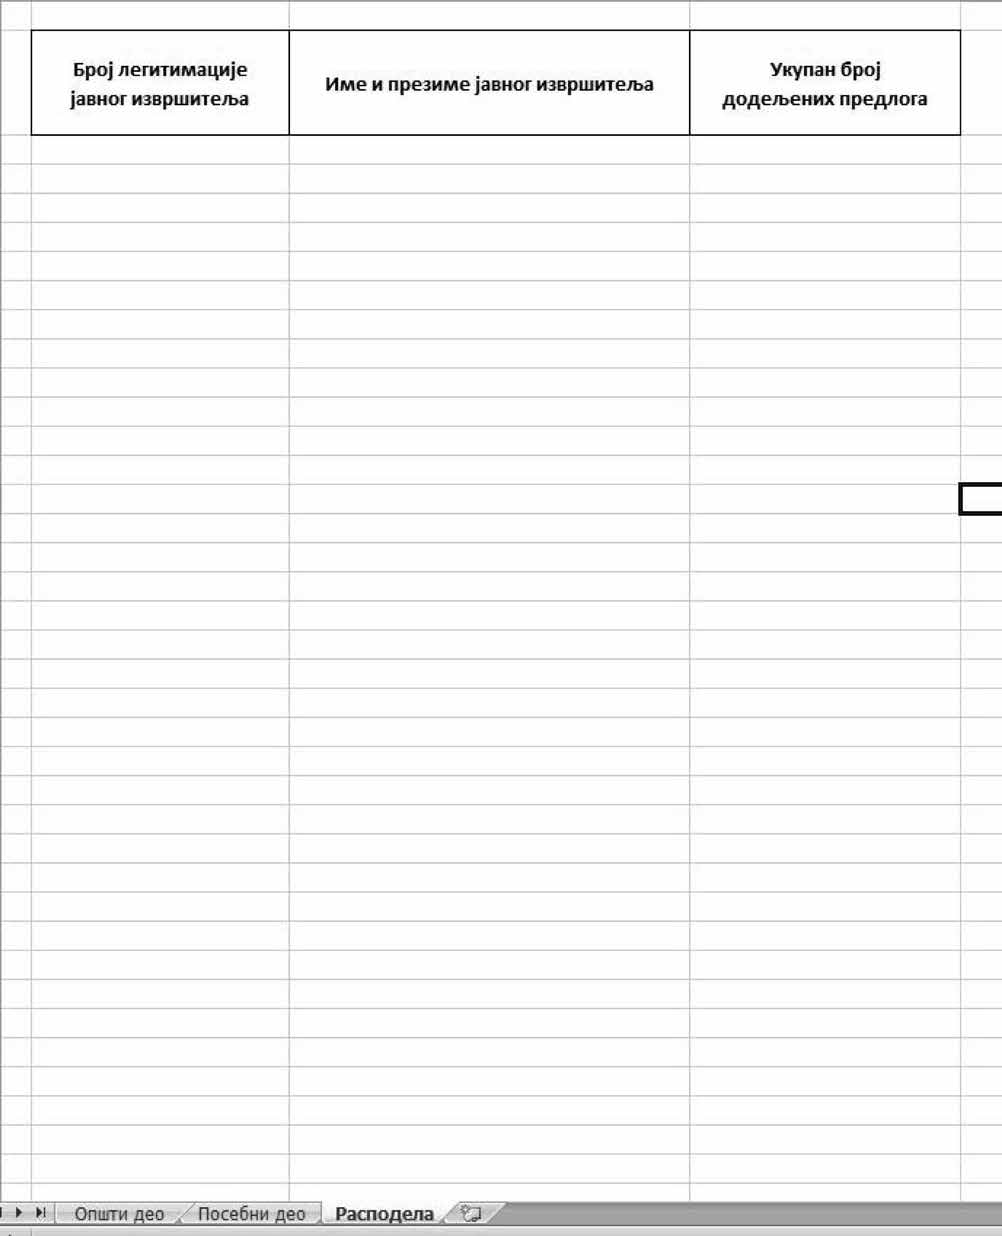 Број легитимације
јавног извршитеља
Име и презиме јавног извршитеља
Укупан број
додељених предлога
Општи део
Посебни део
Расподела